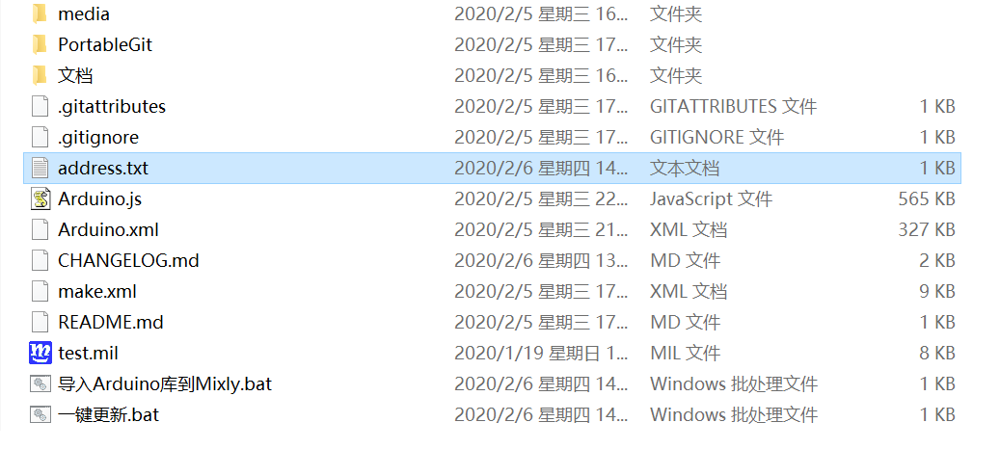 media 2020/2/5 星期三 16... 文件夹
PortableGit 2020/2/5 星期三 17... 文件夹
文档 2020/2/5 星期三 16... 文件夹
.gitattributes 2020/2/5 星期三 17... GITATTRIBUTES 文件 1 KB
.gitignore 2020/2/5 星期三 17... GITIGNORE 文件 1 KB
address.txt 2020/2/6 星期四 14... 文本文档 1 KB
Arduino.js 2020/2/5 星期三 22... JavaScript 文件 565 KB
Arduino.xml 2020/2/5 星期三 21... XML 文档 327 KB
CHANGELOG.md 2020/2/6 星期四 13... MD 文件 2 KB
make.xml 2020/2/5 星期三 17... XML 文档 9 KB
README.md 2020/2/5 星期三 17... MD 文件 1 KB
test.mil 2020/1/19 星期日 1... MIL 文件 8 KB
导入Arduino库到Mixly.bat 2020/2/6 星期四 14... Windows 批处理文件 1 KB
一键更新.bat 2020/2/6 星期四 14... Windows 批处理文件 1 KB